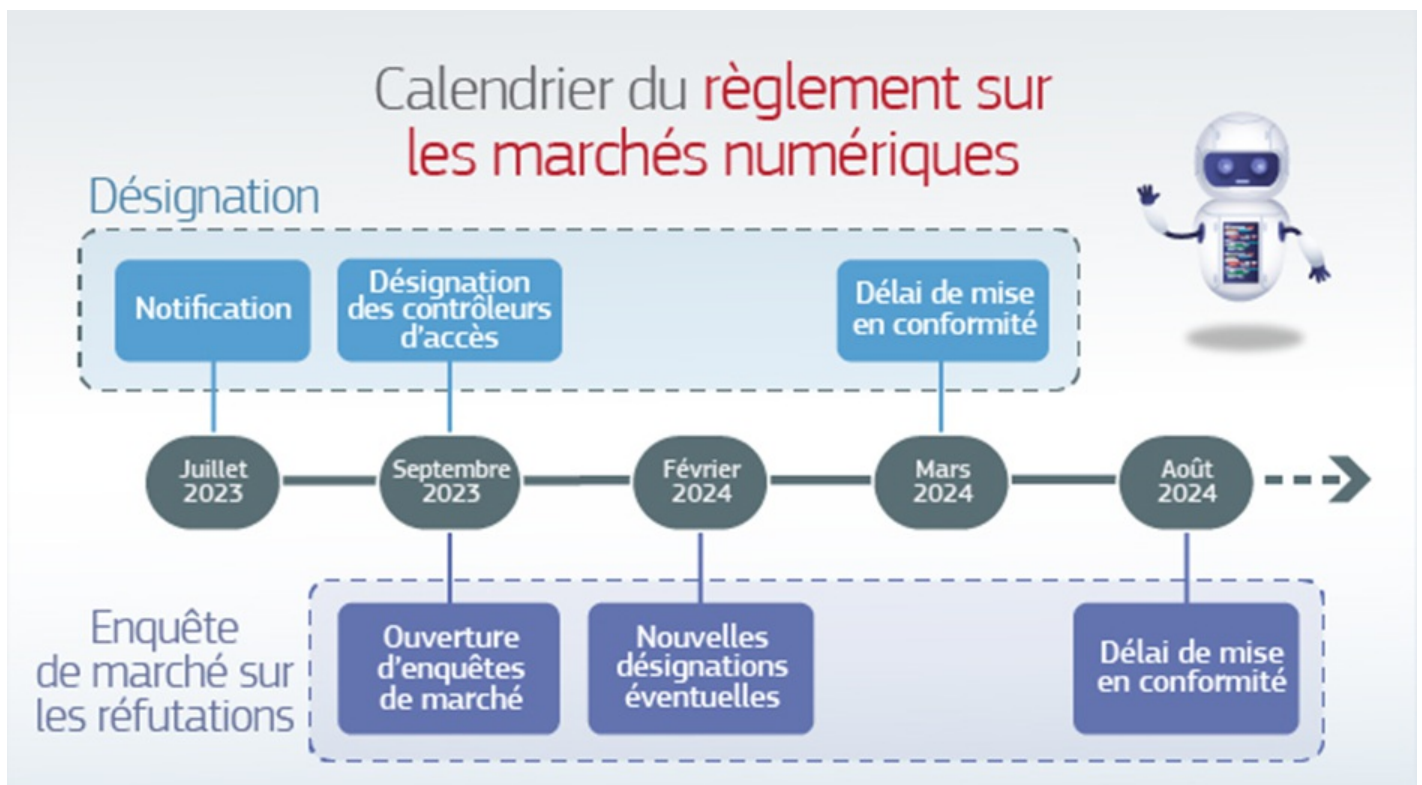 Calendrier du règlement sur
les marchés numériques
Désignation
Notification
Désignation
des contrôleurs
d'accès
Délai de mise
en conformité
Juillet
2023
Septembre
2023
Février
2024
Mars
2024
Août
2024
Enquête
de marché sur
les réfutations
Ouverture
d'enquêtes
de marché
Nouvelles
désignations
éventuelles
Délai de mise
en conformité